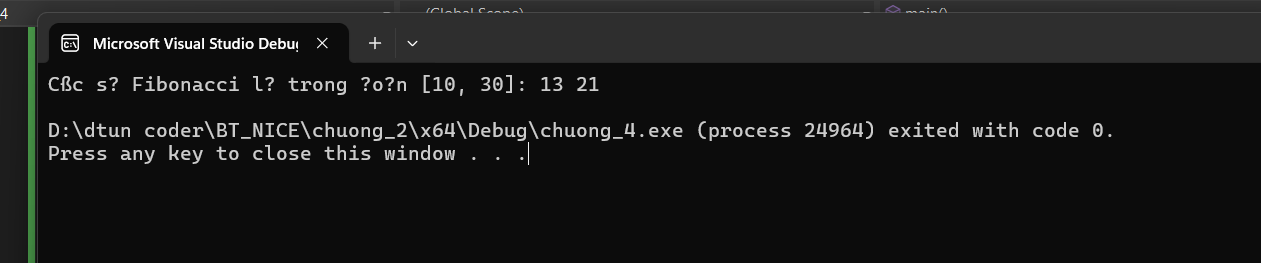 4 (Global Scope) main()
Microsoft Visual Studio Debug
Cßc s? Fibonacci l? trong ?o?n [10, 30]: 13 21
D:\dtun coder\BT_NICE\chuong_2\x64\Debug\chuong_4.exe (process 24964) exited with code 0.
Press any key to close this window . . .